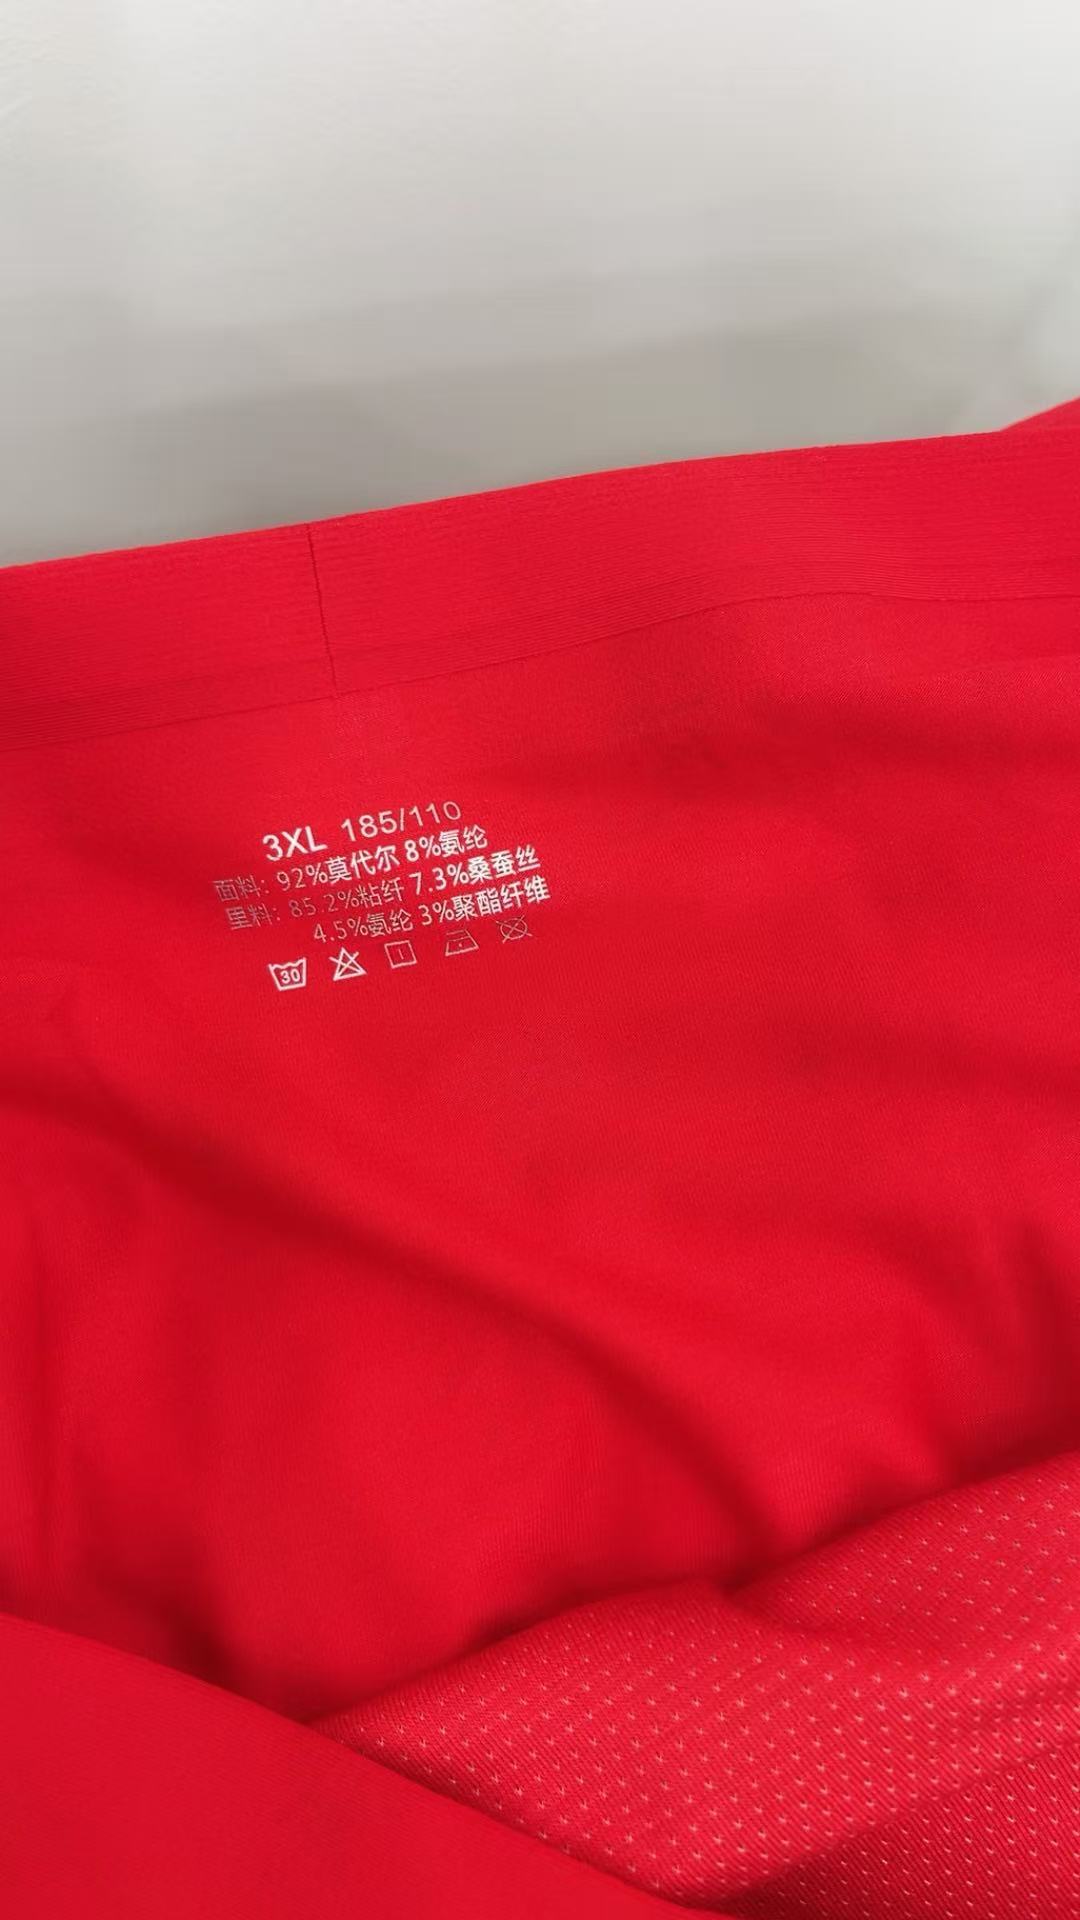 3XL 185/110
面料: 92%莫代尔 8%氨纶
里料: 85.2%粘纤 7.3%桑蚕丝
4.5%氨纶 3%聚酯纤维
30